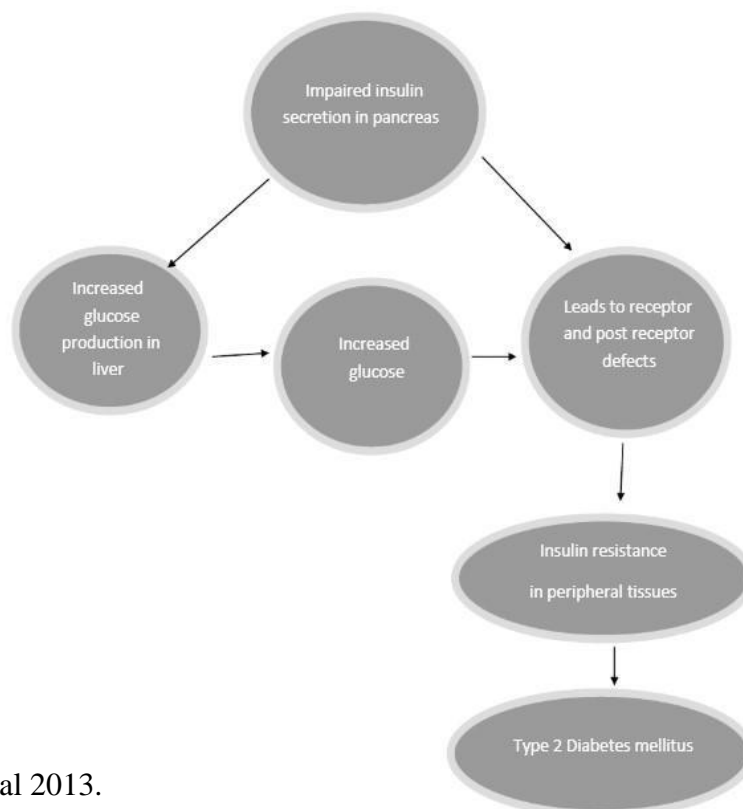 Impaired insulin
secretion in pancreas
Increased
glucose
production in
liver
Increased
glucose
Leads to receptor
and post receptor
defects
Insulin resistance
in peripheral tissues
Type 2 Diabetes mellitus
al 2013.